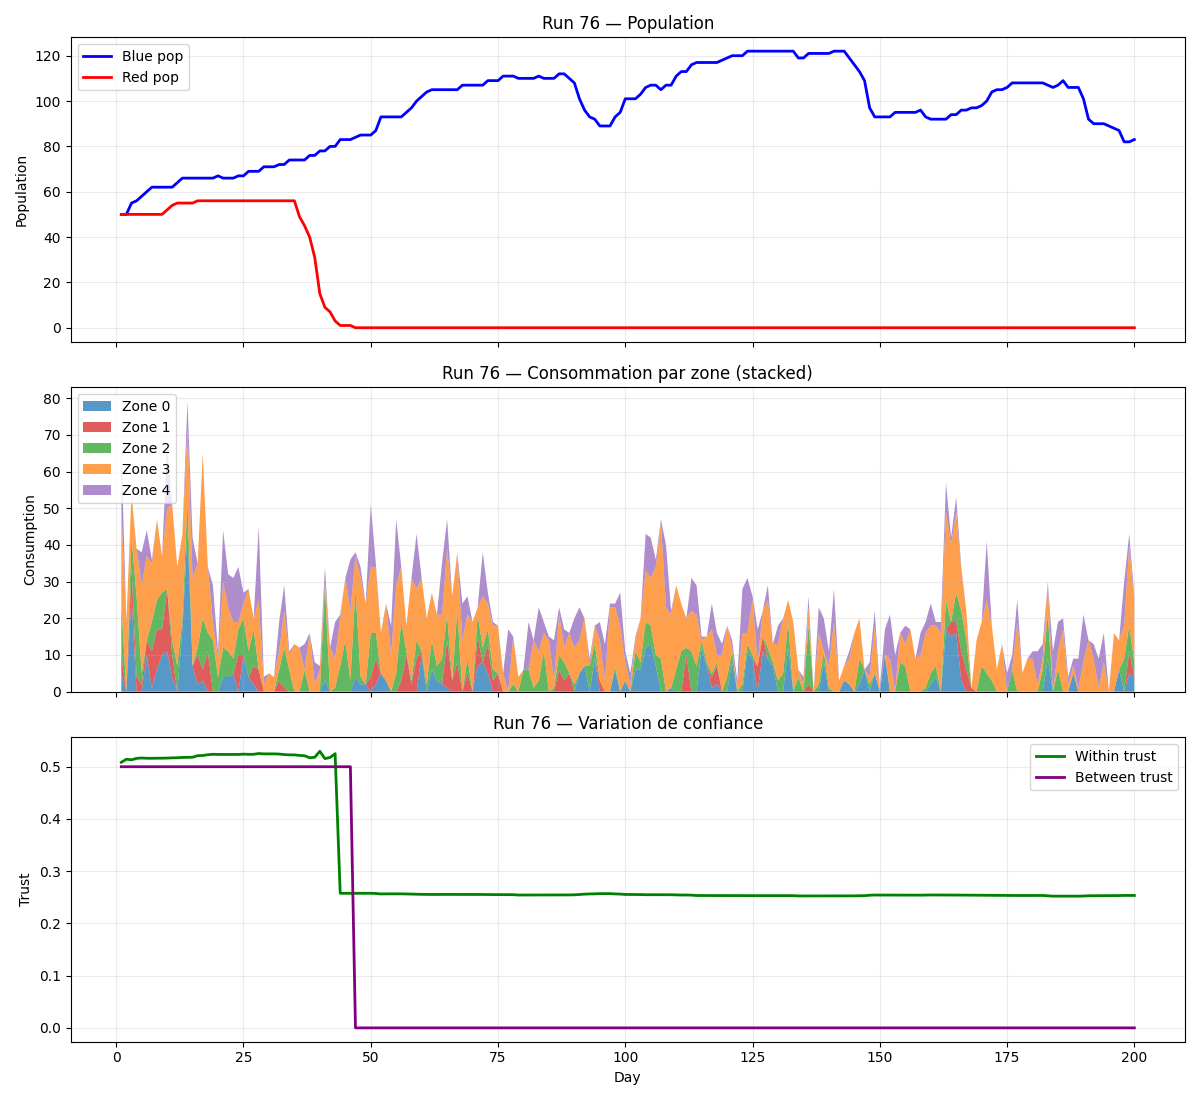 Run 76 — Population
120
100
80
60
40
20
0
Population
Blue pop
Red pop
Run 76 — Consommation par zone (stacked)
80
70
60
50
40
30
20
10
0
Consumption
Zone 0
Zone 1
Zone 2
Zone 3
Zone 4
Run 76 — Variation de confiance
0.5
0.4
0.3
0.2
0.1
0.0
Trust
Within trust
Between trust
0 25 50 75 100 125 150 175 200
Day